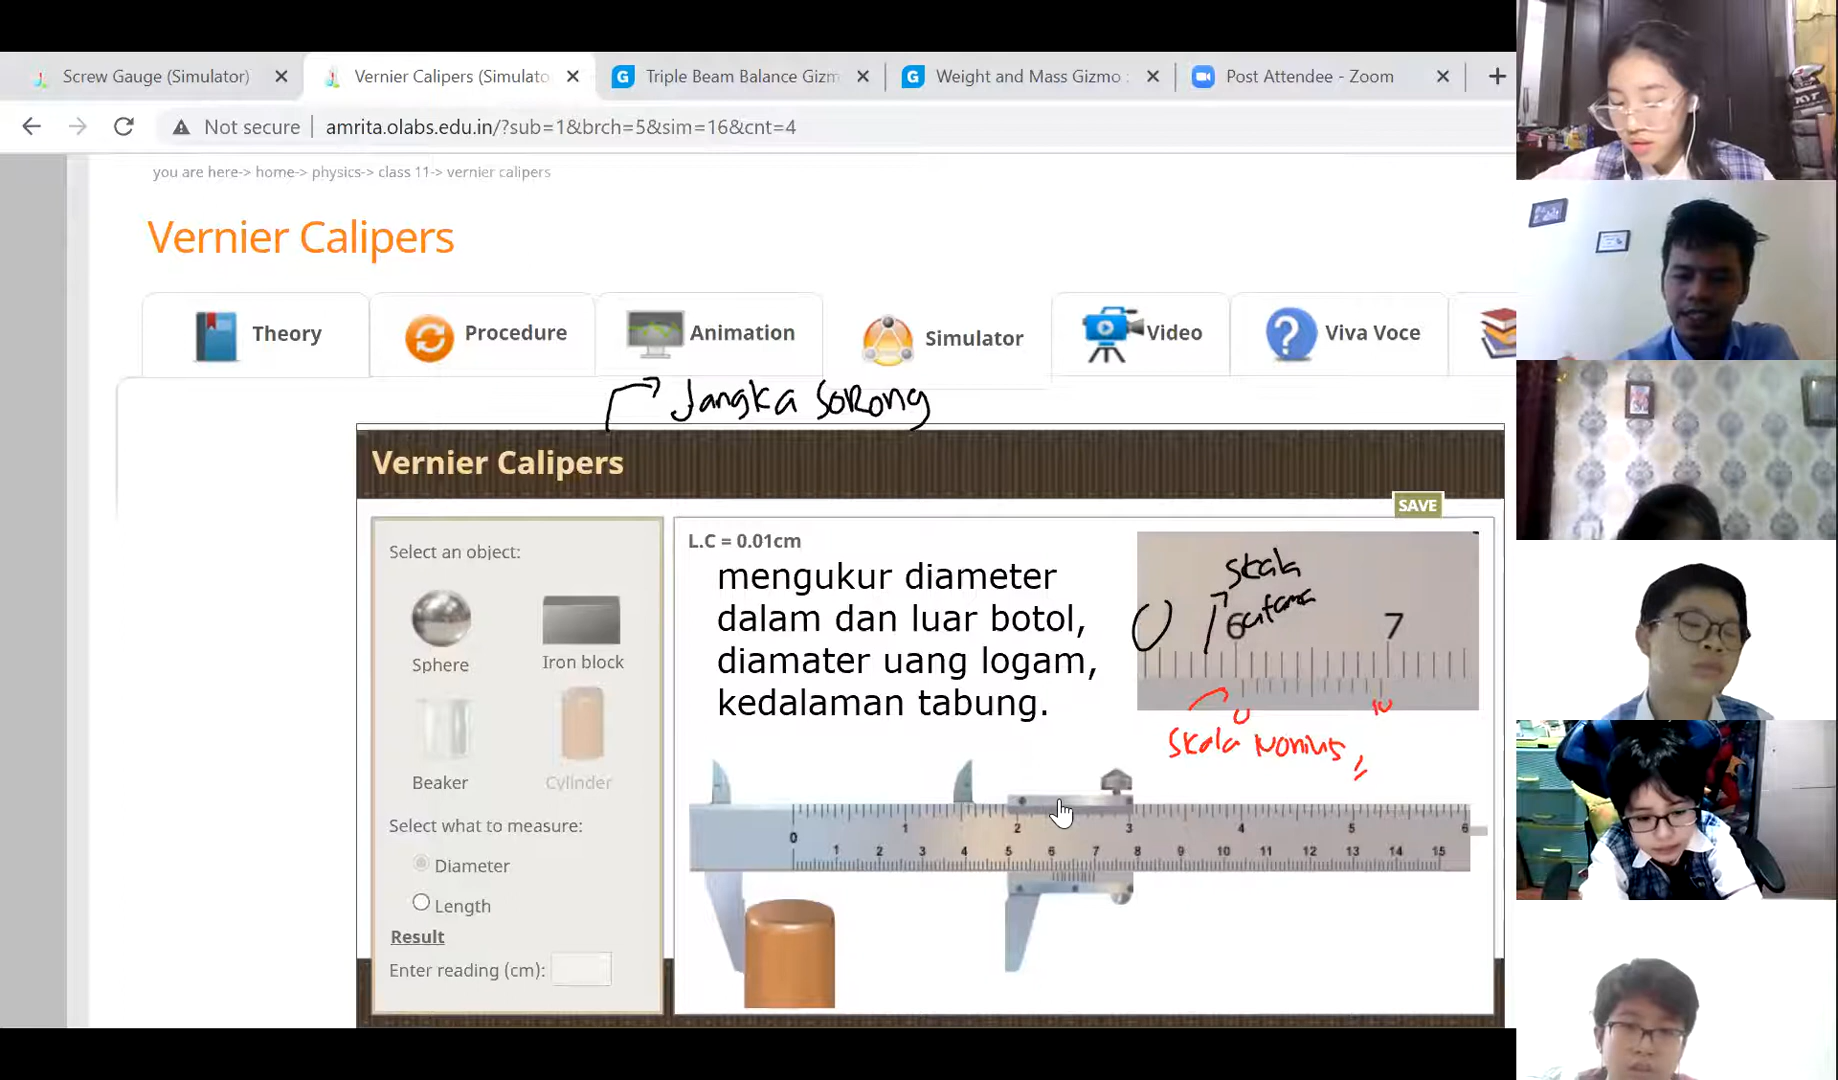 Screw Gauge (Simulator)
Vernier Calipers (Simulato
Triple Beam Balance Gizm
Weight and Mass Gizmo :
Post Attendee - Zoom
Not secure
amrita.olabs.edu.in/?sub=1&brch=5&sim=16&cnt=4
you are here-> home-> physics-> class 11-> vernier calipers
Vernier Calipers
Theory
Procedure
Animation
Simulator
Video
Viva Voce
Jangka Sorong
Vernier Calipers
SAVE
Select an object:
Sphere
Iron block
Beaker
Cylinder
Select what to measure:
Diameter
Length
Result
Enter reading (cm):
L.C = 0.01cm
mengukur diameter
dalam dan luar botol,
diamater uang logam,
kedalaman tabung.
skala
utama
0 6 7
0 10
Skala Nonius
0 1 2 3 4 5 6
1 2 3 4 5 6 7 8 9 10 11 12 13 14 15